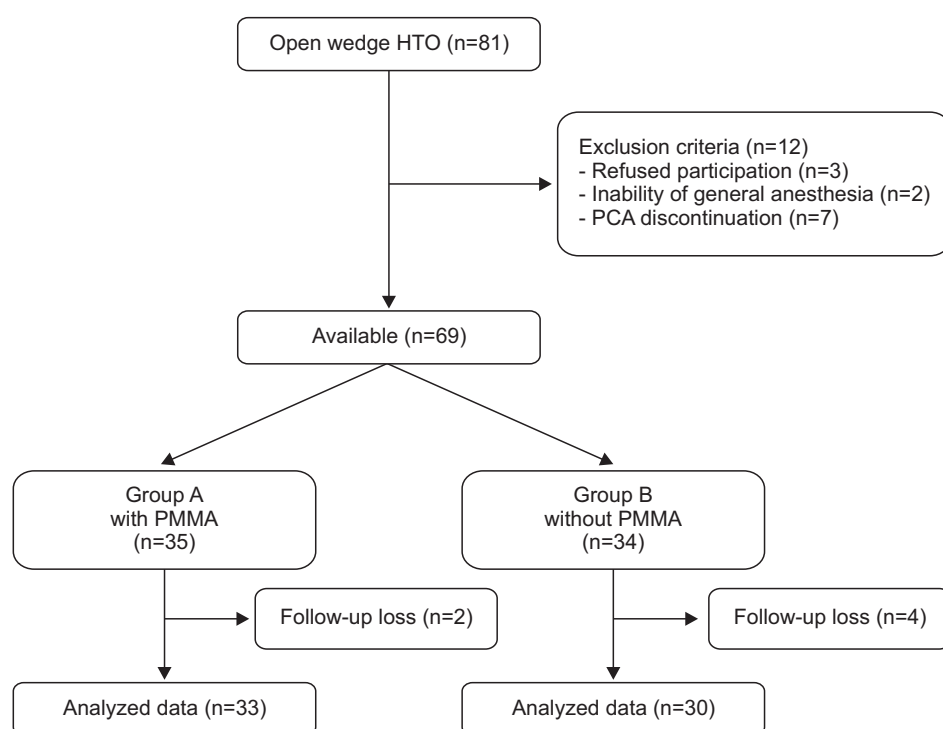 Open wedge HTO (n=81)
Exclusion criteria (n=12)
- Refused participation (n=3)
- Inability of general anesthesia (n=2)
- PCA discontinuation (n=7)
Available (n=69)
Group A
with PMMA
(n=35)
Group B
without PMMA
(n=34)
Follow-up loss (n=2)
Follow-up loss (n=4)
Analyzed data (n=33)
Analyzed data (n=30)